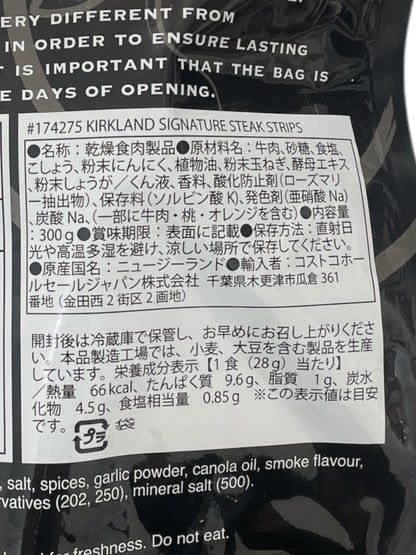 ERY DIFFERENT FROM
IN ORDER TO ENSURE LASTING
T IS IMPORTANT THAT THE BAG IS
E DAYS OF OPENING.
#174275 KIRKLAND SIGNATURE STEAK STRIPS
●名称：乾燥食肉製品●原材料名：牛肉、砂糖、食塩、
こしょう、粉末にんにく、植物油、粉末玉ねぎ、酵母エキス
、粉末しょうが／くん液、香料、酸化防止剤（ローズマリ
ー抽出物）、保存料（ソルビン酸K）、発色剤（亜硝酸Na）
、炭酸Na、（一部に牛肉・桃・オレンジを含む）●内容量
：300g●賞味期限：表面に記載●保存方法：直射日
光や高温多湿を避け、涼しい場所で保存してください。
●原産国名：ニュージーランド●輸入者：コストコホ
ールセールジャパン株式会社 千葉県木更津市瓜倉 361
番地（金田西２街区２画地）
開封後は冷蔵庫で保管し、お早めにお召し上がりくださ
い。本品製造工場では、小麦、大豆を含む製品を生産
しています。栄養成分表示【1食（28g）当たり】
／熱量 66kcal、たんぱく質 9.6g、脂質 1g、炭水
化物 4.5g、食塩相当量 0.85g ※この表示値は目安
です。
プラ 袋
salt, spices, garlic powder, canola oil, smoke flavour,
rvatives (202, 250), mineral salt (500).
for freshness. Do not eat.